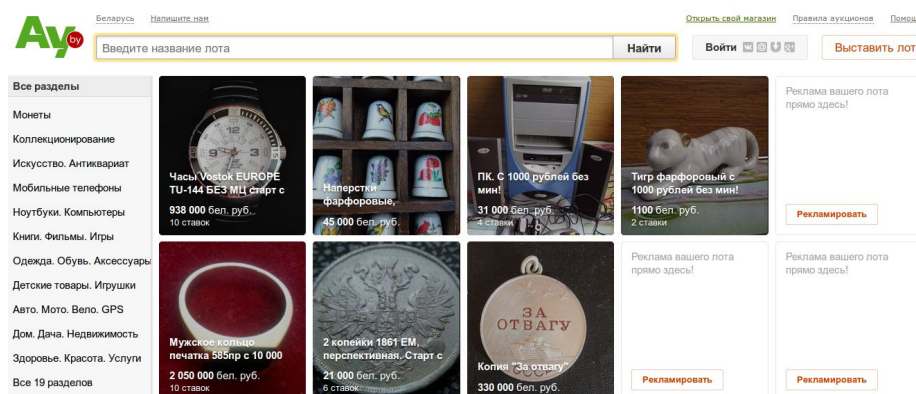 Беларусь Напишите нам Открыть свой магазин Правила аукционов Помощ
Ay by
Введите название лота Найти Войти Выставить лот
Все разделы
Монеты
Коллекционирование
Искусство. Антиквариат
Мобильные телефоны
Ноутбуки. Компьютеры
Книги. Фильмы. Игры
Одежда. Обувь. Аксессуары
Детские товары. Игрушки
Авто. Мото. Вело. GPS
Дом. Дача. Недвижимость
Здоровье. Красота. Услуги
Все 19 разделов
Часы Vostok EUROPE
TU-144 БЕЗ МЦ старт с
938 000 бел. руб.
10 ставок
Наперстки
фарфоровые,
45 000 бел. руб.
ПК. С 1000 рублей без
мин!
31 000 бел. руб.
4 ставки
Тигр фарфоровый с
1000 рублей без мин!
1100 бел. руб.
2 ставки
Реклама вашего лота
прямо здесь!
Рекламировать
Мужское кольцо
печатка 585пр с 10 000
2 050 000 бел. руб.
10 ставок
2 копейки 1861 ЕМ,
перспективная. Старт с
21 000 бел. руб.
6 ставок
ЗА
ОТВАГУ
Копия "За отвагу"
330 000 бел. руб.
Реклама вашего лота
прямо здесь!
Рекламировать
Реклама вашего лота
прямо здесь!
Рекламировать